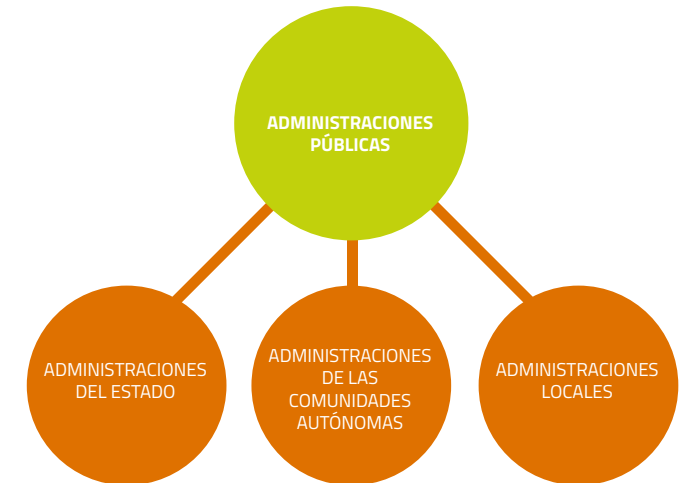 ADMINISTRACIONES
PÚBLICAS
ADMINISTRACIONES
DEL ESTADO
ADMINISTRACIONES
DE LAS
COMUNIDADES
AUTÓNOMAS
ADMINISTRACIONES
LOCALES